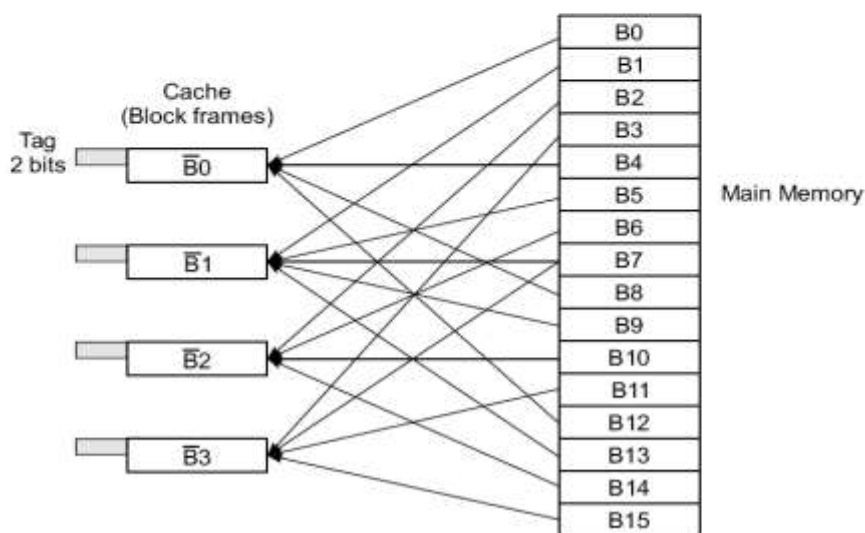 Cache
(Block frames)
Tag
2 bits
B̅0
B̅1
B̅2
B̅3
B0
B1
B2
B3
B4
B5
B6
B7
B8
B9
B10
B11
B12
B13
B14
B15
Main Memory